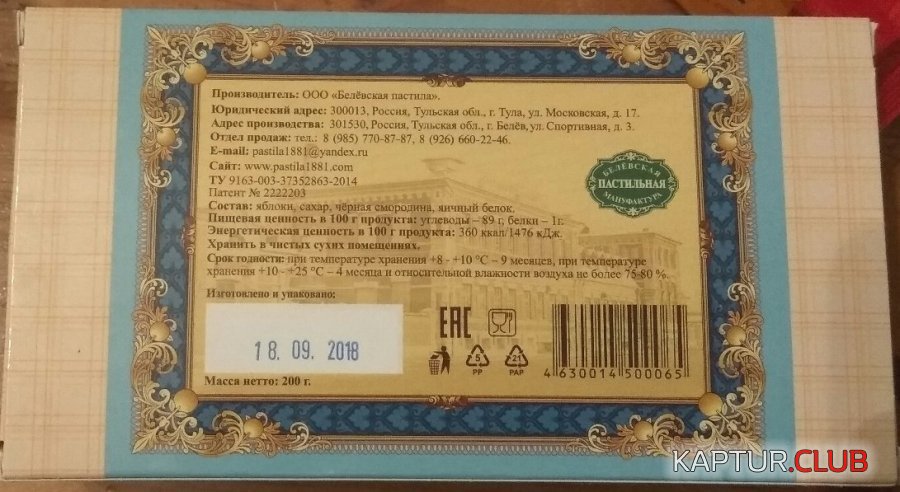 Производитель: ООО «Белёвская пастила».
Юридический адрес: 300013, Россия, Тульская обл., г. Тула, ул. Московская, д. 17.
Адрес производства: 301530, Россия, Тульская обл., г. Белёв, ул. Спортивная, д. 3.
Отдел продаж: тел.: 8 (985) 770-87-87, 8 (926) 660-22-46.
E-mail: pastila1881@yandex.ru
Сайт: www.pastila1881.com
ТУ 9163-003-37352863-2014
Патент № 2222203
Состав: яблоки, сахар, чёрная смородина, яичный белок.
Пищевая ценность в 100 г продукта: углеводы – 89 г, белки – 1г.
Энергетическая ценность в 100 г продукта: 360 ккал/1476 кДж.
Хранить в чистых сухих помещениях.
Срок годности: при температуре хранения +8 - +10 °С – 9 месяцев, при температуре
хранения +10 - +25 °С – 4 месяца и относительной влажности воздуха не более 75-80 %.
БЕЛЁВСКАЯ
ПАСТИЛЬНАЯ
МАНУФАКТУРА
Изготовлено и упаковано:
18. 09. 2018
Масса нетто: 200 г.
EAC
5
PP
21
PAP
4 630014 500065
KAPTUR.CLUB